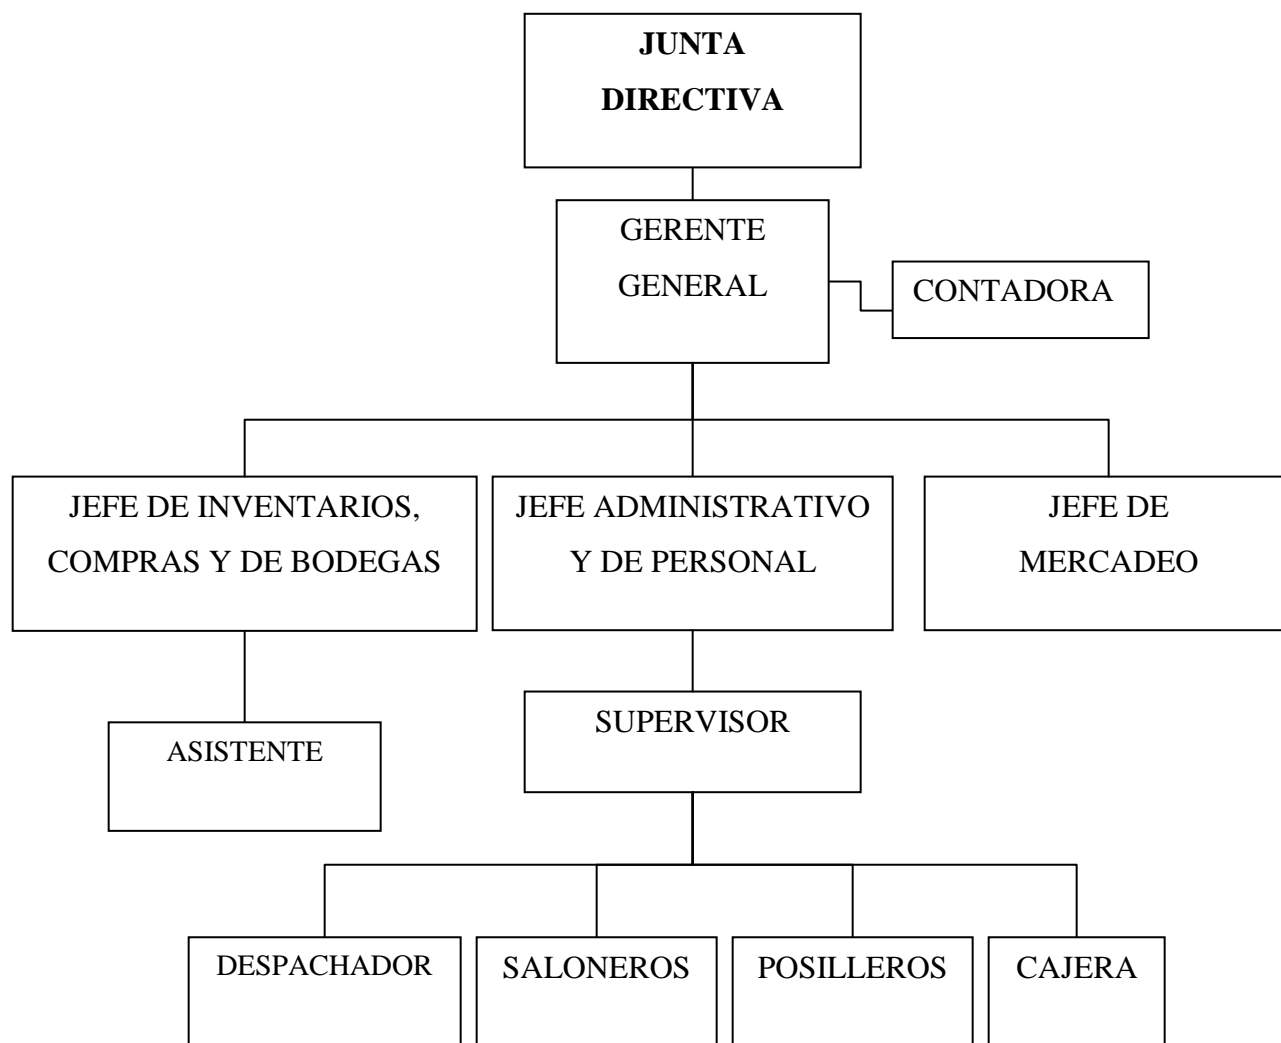 JUNTA
DIRECTIVA
GERENTE
GENERAL
CONTADORA
JEFE DE INVENTARIOS,
COMPRAS Y DE BODEGAS
JEFE ADMINISTRATIVO
Y DE PERSONAL
JEFE DE
MERCADEO
ASISTENTE
SUPERVISOR
DESPACHADOR
SALONEROS
POSILLEROS
CAJERA